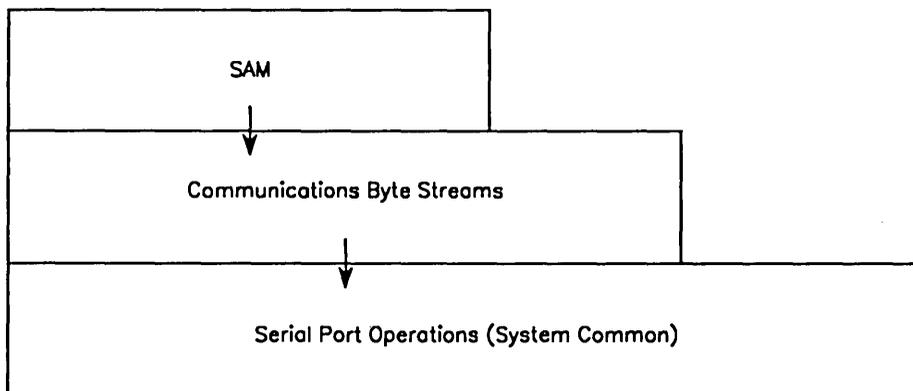 SAM
Communications Byte Streams
Serial Port Operations (System Common)